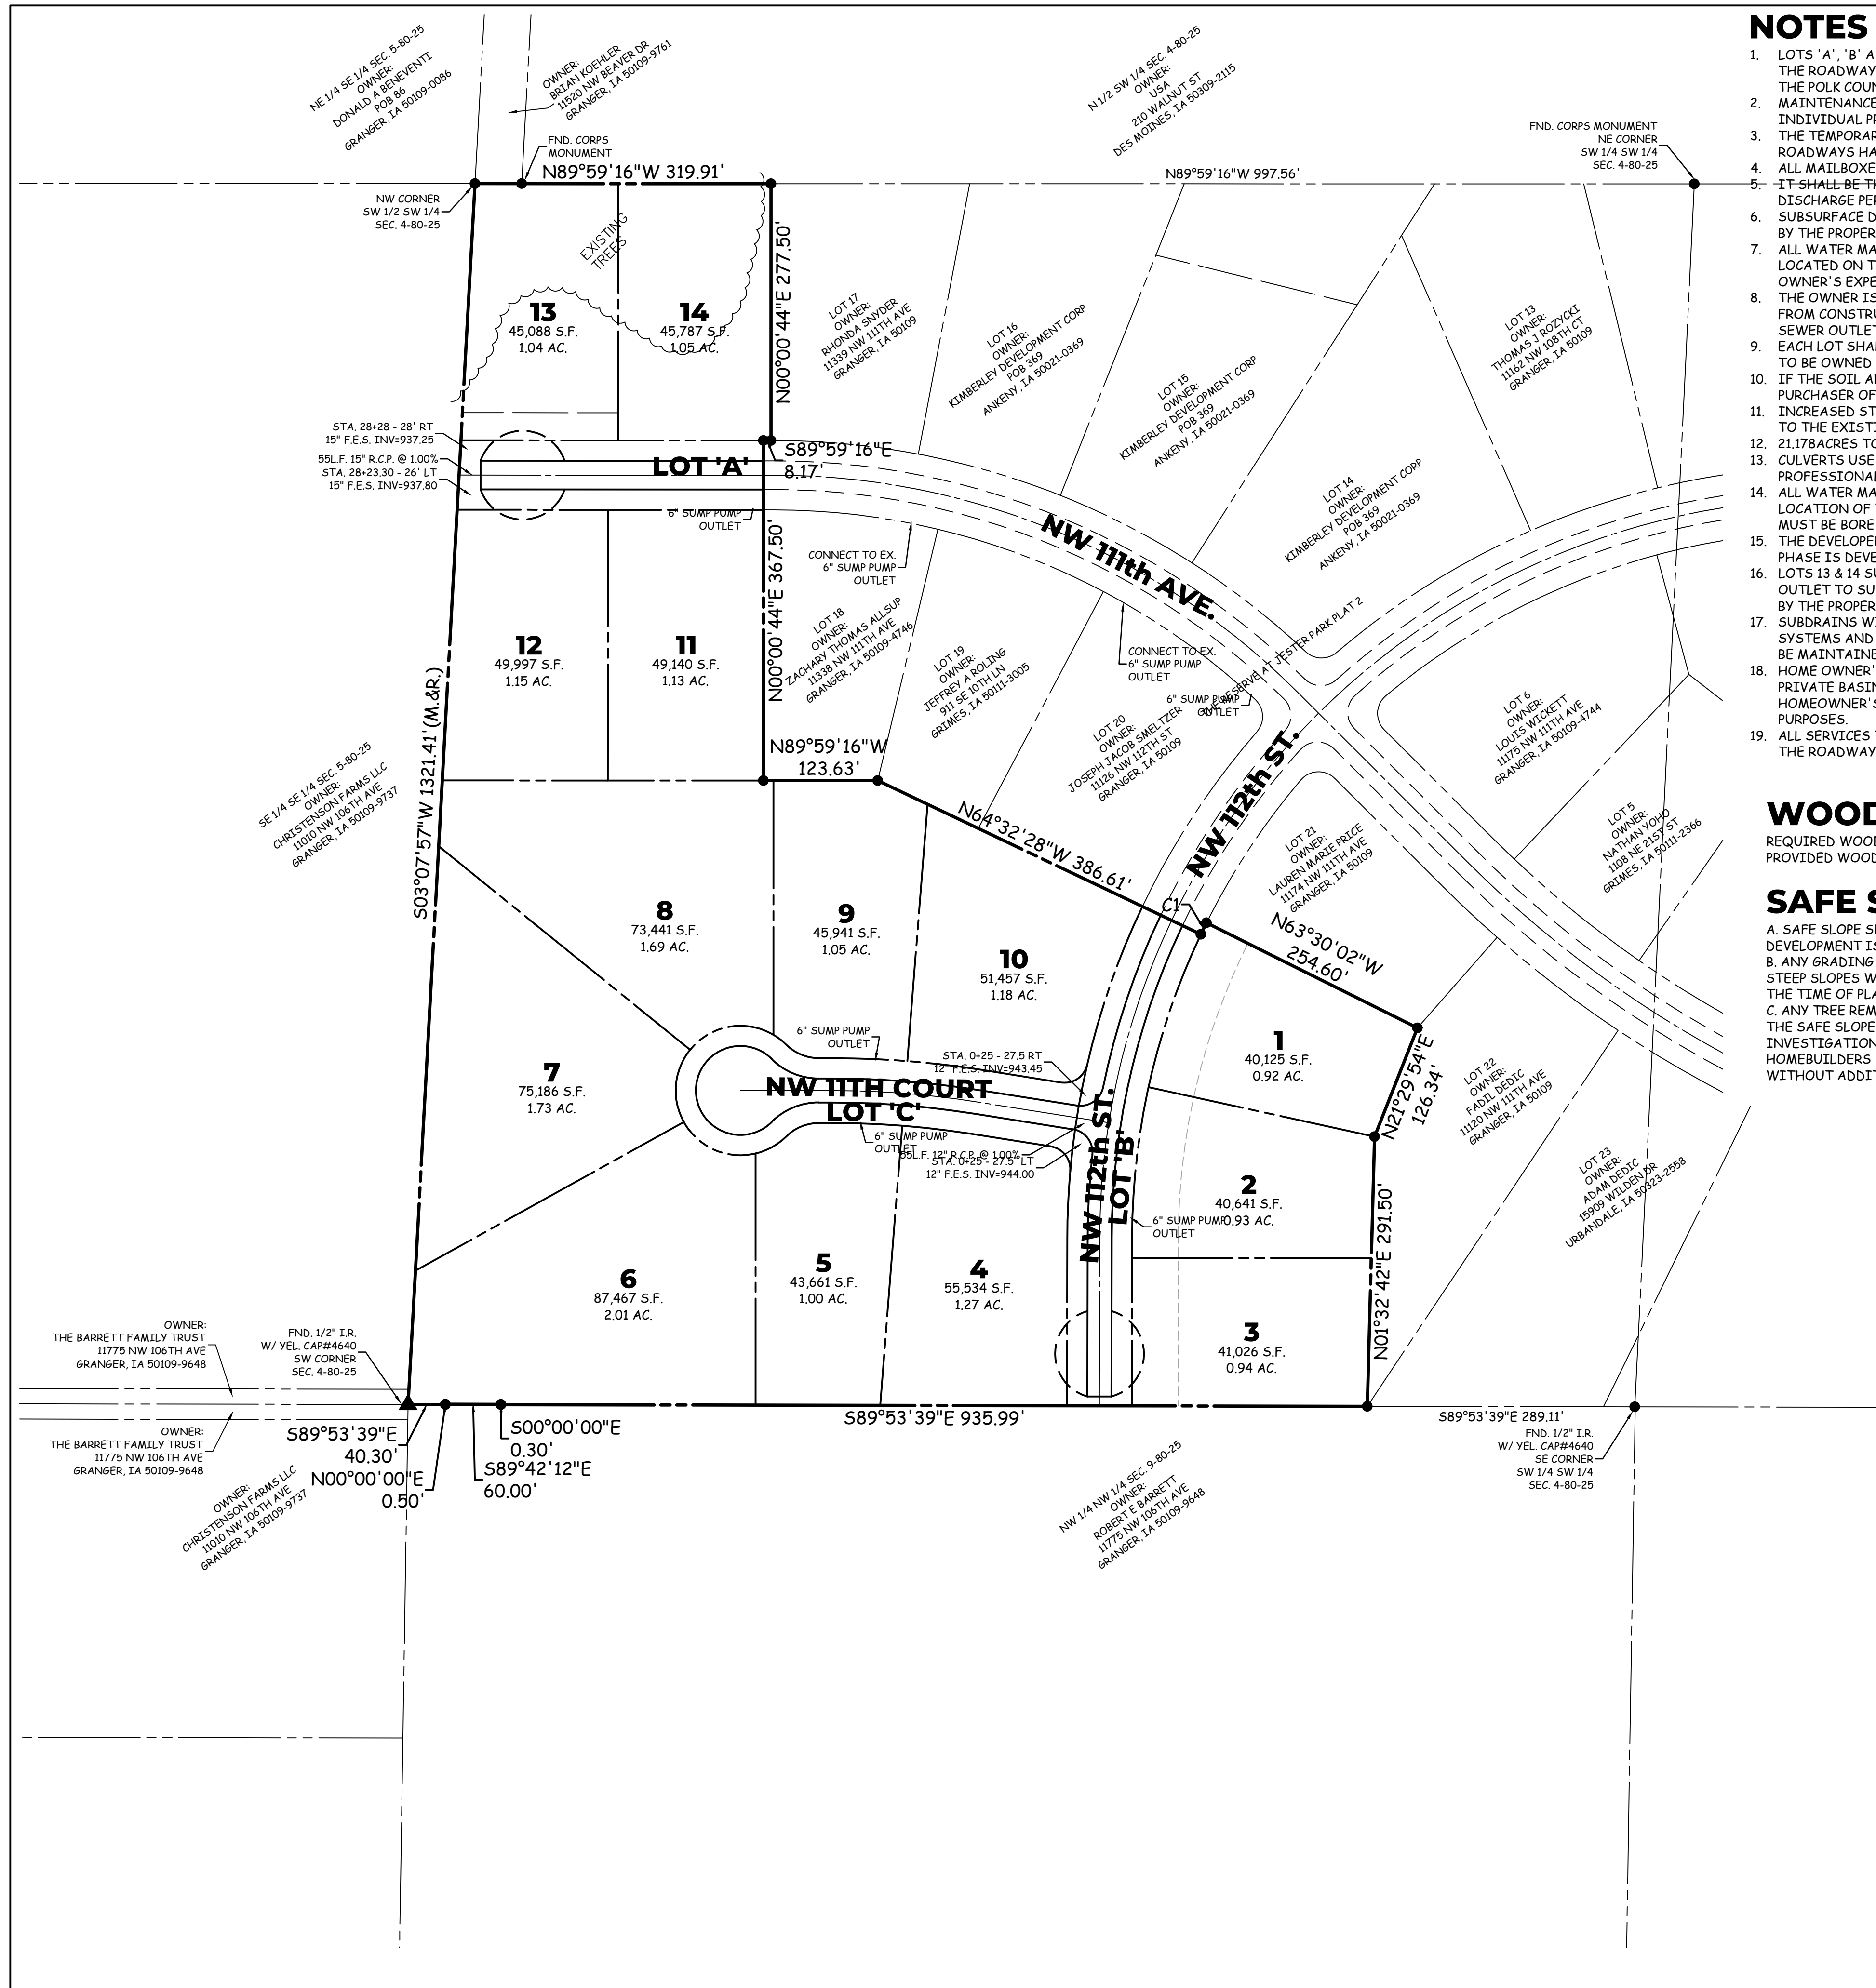 NE 1/4 SE 1/4 SEC. 5-80-25
OWNER:
DONALD A BENEVENTI
POB 86
GRANGER, IA 50109-0086
OWNER:
BRIAN KOEHLER
11520 NW BEAVER DR
GRANGER, IA 50109-9761
N 1/2 SW 1/4 SEC. 4-80-25
OWNER:
USA
210 WALNUT ST
DES MOINES, IA 50309-2115
FND. CORPS
MONUMENT
N89°59'16"W 319.91'
N89°59'16"W 997.56'
FND. CORPS MONUMENT
NE CORNER
SW 1/4 SW 1/4
SEC. 4-80-25
NW CORNER
SW 1/2 SW 1/4
SEC. 4-80-25
EXISTING
TREES
13
45,088 S.F.
1.04 AC.
14
45,787 S.F.
1.05 AC.
N00°00'44"E 277.50'
LOT 17
OWNER:
RHONDA SNYDER
11339 NW 111TH AVE
GRANGER, IA 50109
LOT 16
OWNER:
KIMBERLEY DEVELOPMENT CORP
POB 369
ANKENY, IA 50021-0369
LOT 15
OWNER:
KIMBERLEY DEVELOPMENT CORP
POB 369
ANKENY, IA 50021-0369
LOT 14
OWNER:
KIMBERLEY DEVELOPMENT CORP
POB 369
ANKENY, IA 50021-0369
LOT 13
OWNER:
THOMAS J ROZYCKI
11162 NW 108TH CT
GRANGER, IA 50109
STA. 28+28 - 28' RT
15" F.E.S. INV=937.25
55L.F. 15" R.C.P. @ 1.00%
STA. 28+23.30 - 26' LT
15" F.E.S. INV=937.80
LOT 'A'
S89°59'16"E
8.17'
6" SUMP PUMP
OUTLET
CONNECT TO EX.
6" SUMP PUMP
OUTLET
NW 111th AVE.
N00°00'44"E 367.50'
12
49,997 S.F.
1.15 AC.
11
49,140 S.F.
1.13 AC.
LOT 18
OWNER:
ZACHARY THOMAS ALLSUP
11338 NW 111TH AVE
GRANGER, IA 50109-4746
LOT 19
OWNER:
JEFFREY A ROLING
911 SE 10TH LN
GRIMES, IA 50111-3005
CONNECT TO EX.
6" SUMP PUMP
OUTLET
6" SUMP PUMP
OUTLET
THE RESERVE AT JESTER PARK PLAT 2
LOT 20
OWNER:
JOSEPH JACOB SMELTZER
11126 NW 112TH ST
GRANGER, IA 50109
LOT 6
OWNER:
LOUIS WICKETT
11175 NW 111TH AVE
GRANGER, IA 50109-4744
N89°59'16"W
123.63'
N64°32'28"W 386.61'
NW 112th ST.
SE 1/4 SE 1/4 SEC. 5-80-25
OWNER:
CHRISTENSON FARMS LLC
11010 NW 106TH AVE
GRANGER, IA 50109-9737
S03°07'57"W 1321.41'(M.&R.)
LOT 21
OWNER:
LAUREN MARIE PRICE
11174 NW 111TH AVE
GRANGER, IA 50109
LOT 5
OWNER:
NATHAN YOHO
1108 NE 21ST ST
GRIMES, IA 50111-2366
8
73,441 S.F.
1.69 AC.
9
45,941 S.F.
1.05 AC.
10
51,457 S.F.
1.18 AC.
C1
N63°30'02"W
254.60'
1
40,125 S.F.
0.92 AC.
N21°29'54"E
126.34'
6" SUMP PUMP
OUTLET
STA. 0+25 - 27.5 RT
12" F.E.S. INV=943.45
7
75,186 S.F.
1.73 AC.
NW 11TH COURT
LOT 'C'
6" SUMP PUMP
OUTLET
55L.F. 12" R.C.P. @ 1.00%
STA. 0+25 - 27.5' LT
12" F.E.S. INV=944.00
NW 112th ST.
LOT 'B'
LOT 22
OWNER:
FADIL DEDIC
11120 NW 111TH AVE
GRANGER, IA 50109
LOT 23
OWNER:
ADAM DEDIC
15909 WILDEN DR
URBANDALE, IA 50323-2558
2
40,641 S.F.
0.93 AC.
6" SUMP PUMP
OUTLET
N01°32'42"E 291.50'
6
87,467 S.F.
2.01 AC.
5
43,661 S.F.
1.00 AC.
4
55,534 S.F.
1.27 AC.
3
41,026 S.F.
0.94 AC.
OWNER:
THE BARRETT FAMILY TRUST
11775 NW 106TH AVE
GRANGER, IA 50109-9648
FND. 1/2" I.R.
W/ YEL. CAP#4640
SW CORNER
SEC. 4-80-25
OWNER:
THE BARRETT FAMILY TRUST
11775 NW 106TH AVE
GRANGER, IA 50109-9648
S89°53'39"E
40.30'
N00°00'00"E
0.50'
S00°00'00"E
0.30'
S89°42'12"E
60.00'
S89°53'39"E 935.99'
S89°53'39"E 289.11'
FND. 1/2" I.R.
W/ YEL. CAP#4640
SE CORNER
SW 1/4 SW 1/4
SEC. 4-80-25
OWNER:
CHRISTENSON FARMS LLC
11010 NW 106TH AVE
GRANGER, IA 50109-9737
NW 1/4 NW 1/4 SEC. 9-80-25
OWNER:
ROBERT E BARRETT
11775 NW 106TH AVE
GRANGER, IA 50109-9648
NOTES
1. LOTS 'A', 'B' A
THE ROADWAY
THE POLK COUN
2. MAINTENANCE
INDIVIDUAL PR
3. THE TEMPORAR
ROADWAYS HA
4. ALL MAILBOXE
5. IT SHALL BE TH
DISCHARGE PER
6. SUBSURFACE D
BY THE PROPER
7. ALL WATER MA
LOCATED ON T
OWNER'S EXPE
8. THE OWNER IS
FROM CONSTRU
SEWER OUTLET
9. EACH LOT SHAL
TO BE OWNED
10. IF THE SOIL A
PURCHASER OF
11. INCREASED ST
TO THE EXISTI
12. 21.178ACRES TO
13. CULVERTS USE
PROFESSIONAL
14. ALL WATER MA
LOCATION OF
MUST BE BORE
15. THE DEVELOPE
PHASE IS DEVE
16. LOTS 13 & 14 SU
OUTLET TO SU
BY THE PROPER
17. SUBDRAINS WI
SYSTEMS AND
BE MAINTAINE
18. HOME OWNER'
PRIVATE BASIN
HOMEOWNER'S
PURPOSES.
19. ALL SERVICES T
THE ROADWAY
WOOD
REQUIRED WOOD
PROVIDED WOOD
SAFE S
A. SAFE SLOPE S
DEVELOPMENT IS
B. ANY GRADING
STEEP SLOPES W
THE TIME OF PLA
C. ANY TREE REM
THE SAFE SLOPE
INVESTIGATION
HOMEBUILDERS
WITHOUT ADDIT